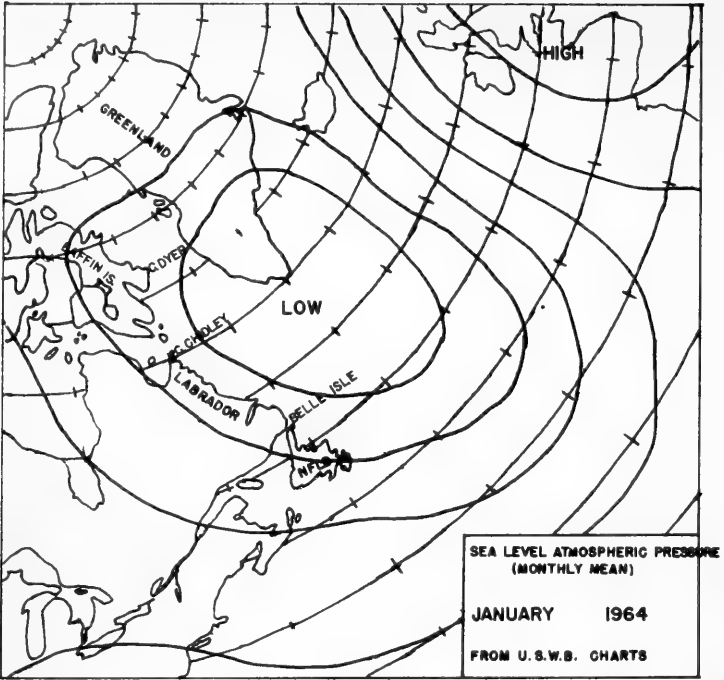 HIGH
GREENLAND
BAFFIN IS
C.DYER
LOW
C.CHIDLEY
LABRADOR
BELLE ISLE
NFLD
SEA LEVEL ATMOSPHERIC PRESSURE
(MONTHLY MEAN)
JANUARY 1964
FROM U.S.W.B. CHARTS